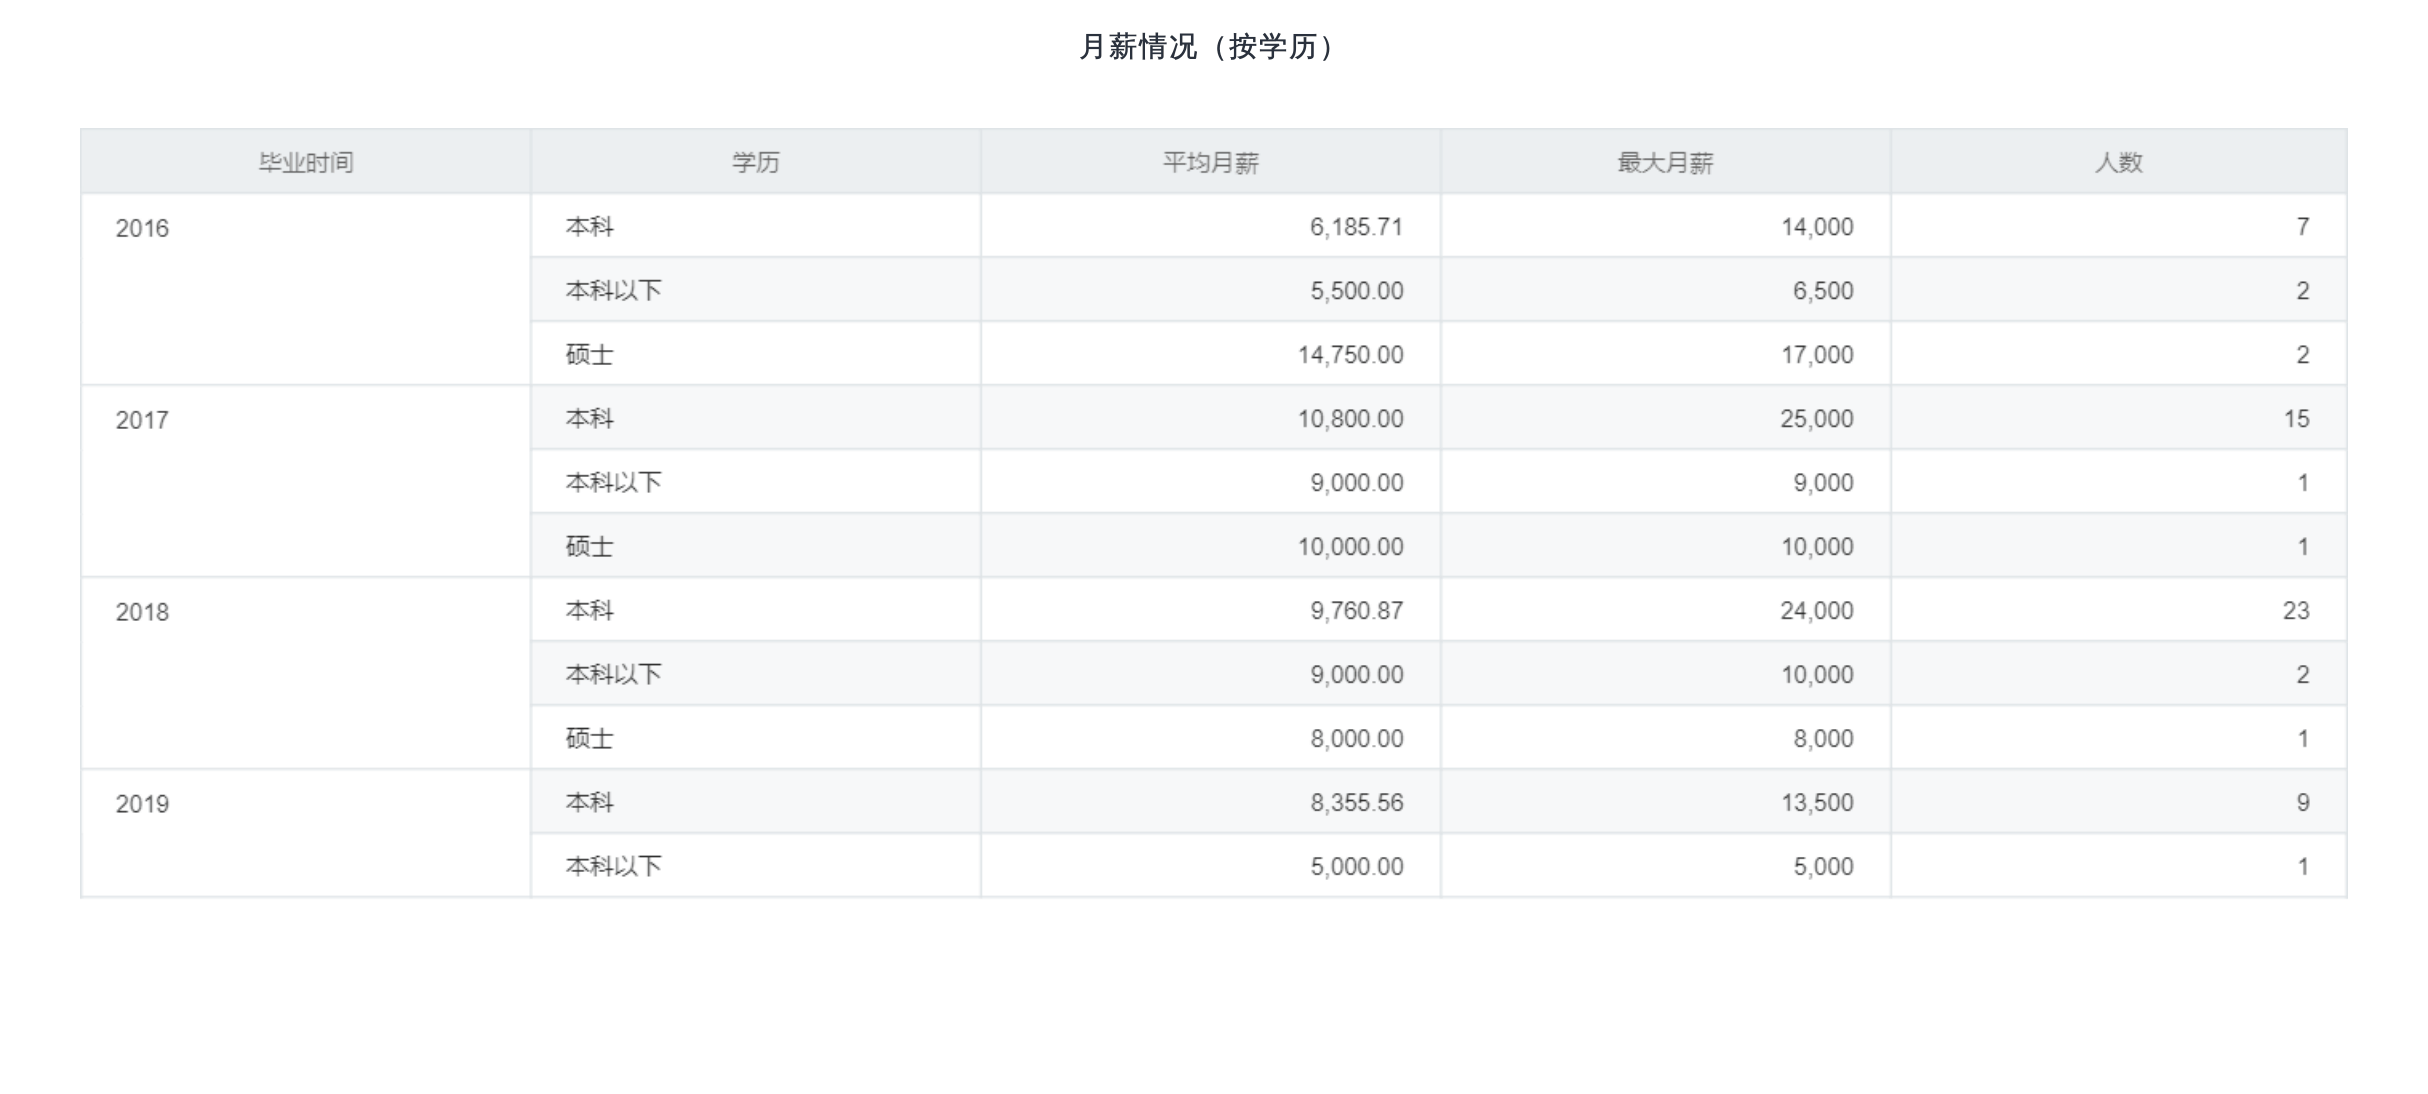 月薪情况（按学历）
毕业时间 学历 平均月薪 最大月薪 人数
2016 本科 6,185.71 14,000 7
本科以下 5,500.00 6,500 2
硕士 14,750.00 17,000 2
2017 本科 10,800.00 25,000 15
本科以下 9,000.00 9,000 1
硕士 10,000.00 10,000 1
2018 本科 9,760.87 24,000 23
本科以下 9,000.00 10,000 2
硕士 8,000.00 8,000 1
2019 本科 8,355.56 13,500 9
本科以下 5,000.00 5,000 1